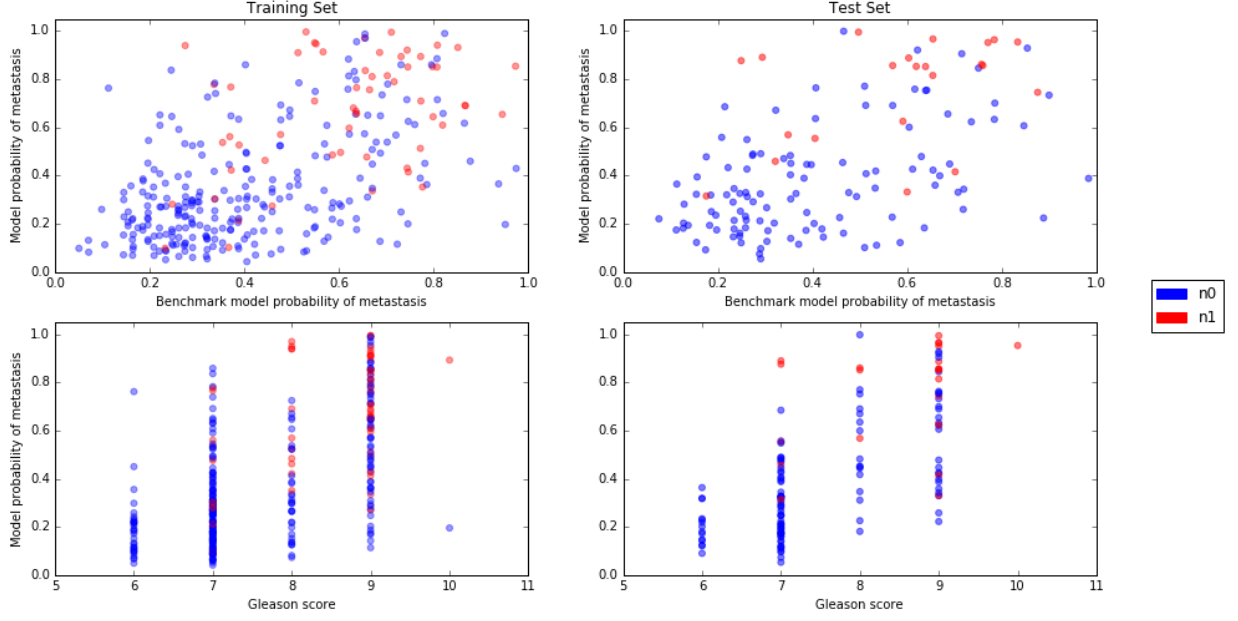 Training Set
Test Set
Model probability of metastasis
1.0
0.8
0.6
0.4
0.2
0.0
0.0 0.2 0.4 0.6 0.8 1.0
Benchmark model probability of metastasis
Model probability of metastasis
1.0
0.8
0.6
0.4
0.2
0.0
0.0 0.2 0.4 0.6 0.8 1.0
Benchmark model probability of metastasis
n0
n1
Model probability of metastasis
1.0
0.8
0.6
0.4
0.2
0.0
5 6 7 8 9 10 11
Gleason score
1.0
0.8
0.6
0.4
0.2
0.0
5 6 7 8 9 10 11
Gleason score